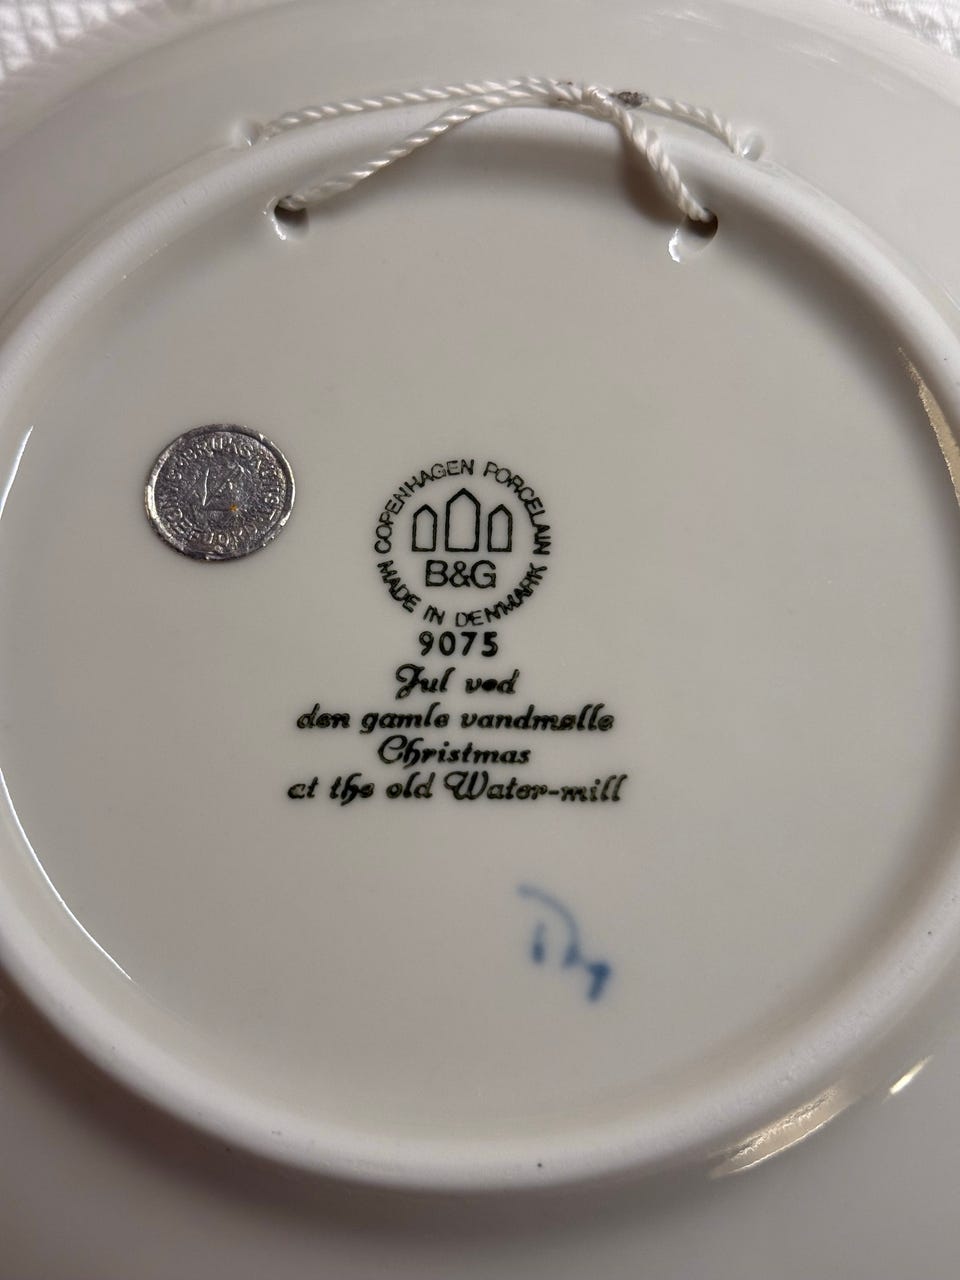 COPENHAGEN PORCELAIN
B&G
MADE IN DENMARK
9075
Jul ved
den gamle vandmølle
Christmas
at the old Water-mill